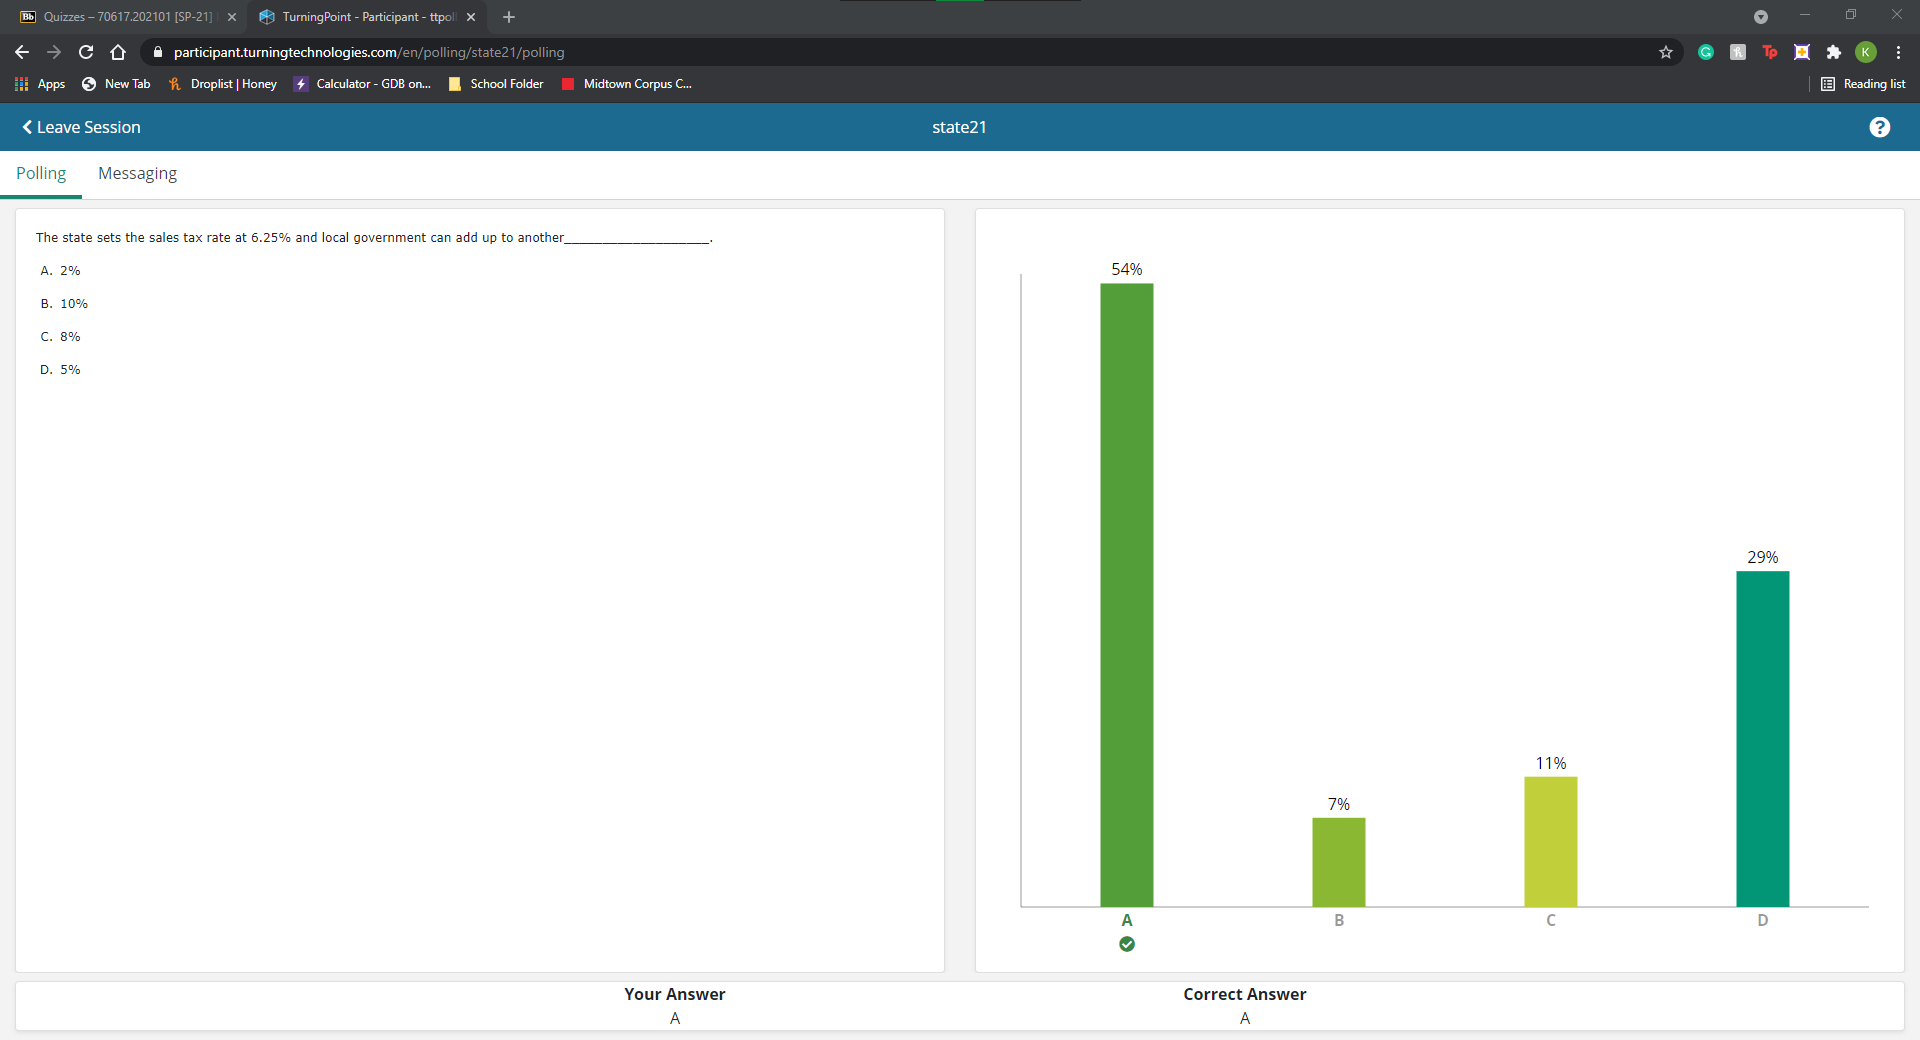 Bb Quizzes – 70617.202101 [SP-21]
TurningPoint - Participant - ttpoll
participant.turningtechnologies.com/en/polling/state21/polling
G
Tp
K
Apps
New Tab
Droplist | Honey
Calculator - GDB on...
School Folder
Midtown Corpus C...
Reading list
Leave Session
state21
?
Polling
Messaging
The state sets the sales tax rate at 6.25% and local government can add up to another___________________.
A. 2%
B. 10%
C. 8%
D. 5%
54%
7%
11%
29%
A
B
C
D
Your Answer
A
Correct Answer
A